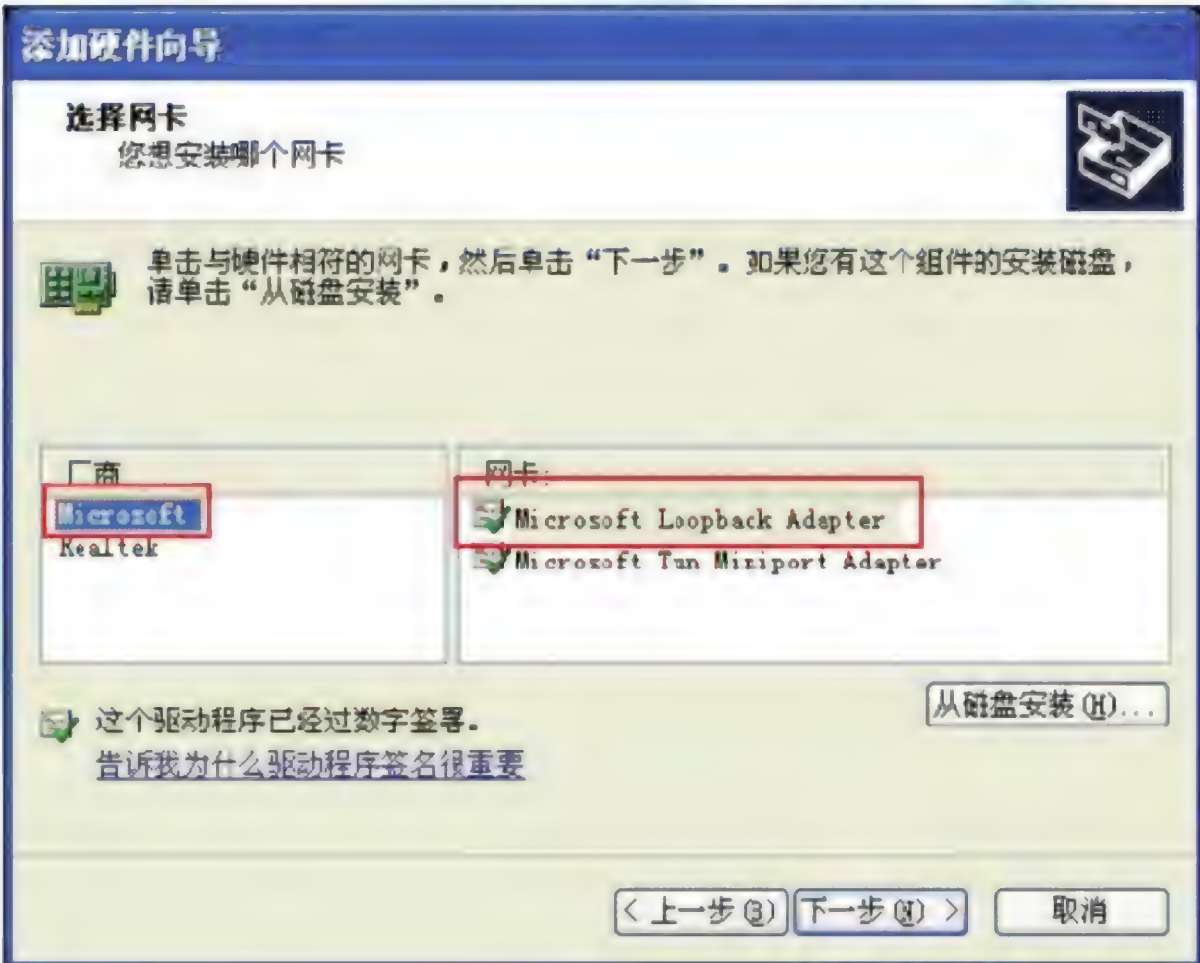 添加硬件向导
选择网卡
您想安装哪个网卡
单击与硬件相符的网卡，然后单击“下一步”。如果您有这个组件的安装磁盘，
请单击“从磁盘安装”。
厂商
网卡:
Microsoft
Microsoft Loopback Adapter
Realtek
Microsoft Tun Miniport Adapter
从磁盘安装(H)...
这个驱动程序已经过数字签署。
告诉我为什么驱动程序签名很重要
< 上一步(B)
下一步(N) >
取消